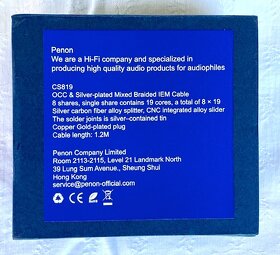 Penon
We are a Hi-Fi company and specialized in
producing high quality audio products for audiophiles
CS819
OCC & Silver-plated Mixed Braided IEM Cable
8 shares, single share contains 19 cores, a total of 8 × 19
Silver carbon fiber alloy splitter, CNC integrated alloy slider
The solder joints is silver-contained tin
Copper Gold-plated plug
Cable length: 1.2M
Penon Company Limited
Room 2113-2115, Level 21 Landmark North
39 Lung Sum Avenue., Sheung Shui
Hong Kong
service@penon-official.com